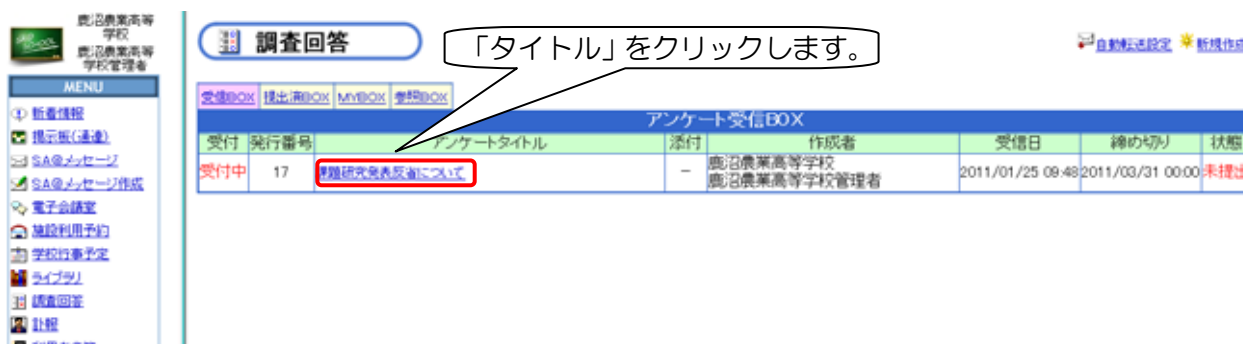 鹿沼農業高等
学校
鹿沼農業高等
学校管理者
MENU
新着情報
掲示板(通達)
SA@メッセージ
SA@メッセージ作成
電子会議室
施設利用予約
学校行事予定
ライブラリ
調査回答
訃報
調査回答
「タイトル」をクリックします。
自動転送設定 新規作成
受信BOX 提出済BOX MYBOX 参照BOX
アンケート受信BOX
受付 発行番号 アンケートタイトル 添付 作成者 受信日 締め切り 状態
受付中 17 課題研究発表反省について － 鹿沼農業高等学校 2011/01/25 09:48 2011/03/31 00:00 未提出
鹿沼農業高等学校管理者